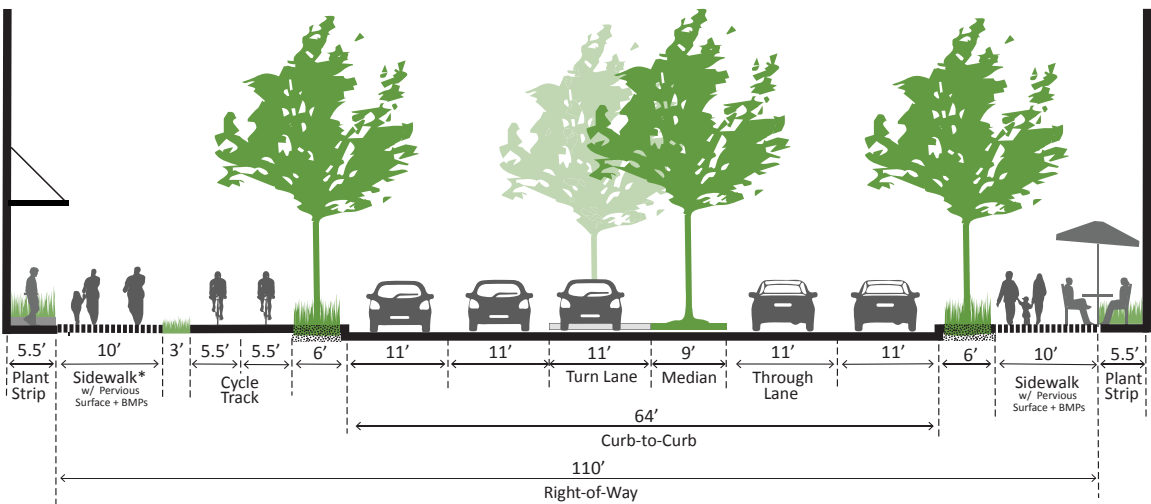 5.5’ 10’ 3’ 5.5’ 5.5’ 6’ 11’ 11’ 11’ 9’ 11’ 11’ 6’ 10’ 5.5’
Plant
Strip
Sidewalk*
w/ Pervious
Surface + BMPs
Cycle
Track
Turn Lane
Median
Through
Lane
Sidewalk
w/ Pervious
Surface + BMPs
Plant
Strip
64’
Curb-to-Curb
110’
Right-of-Way